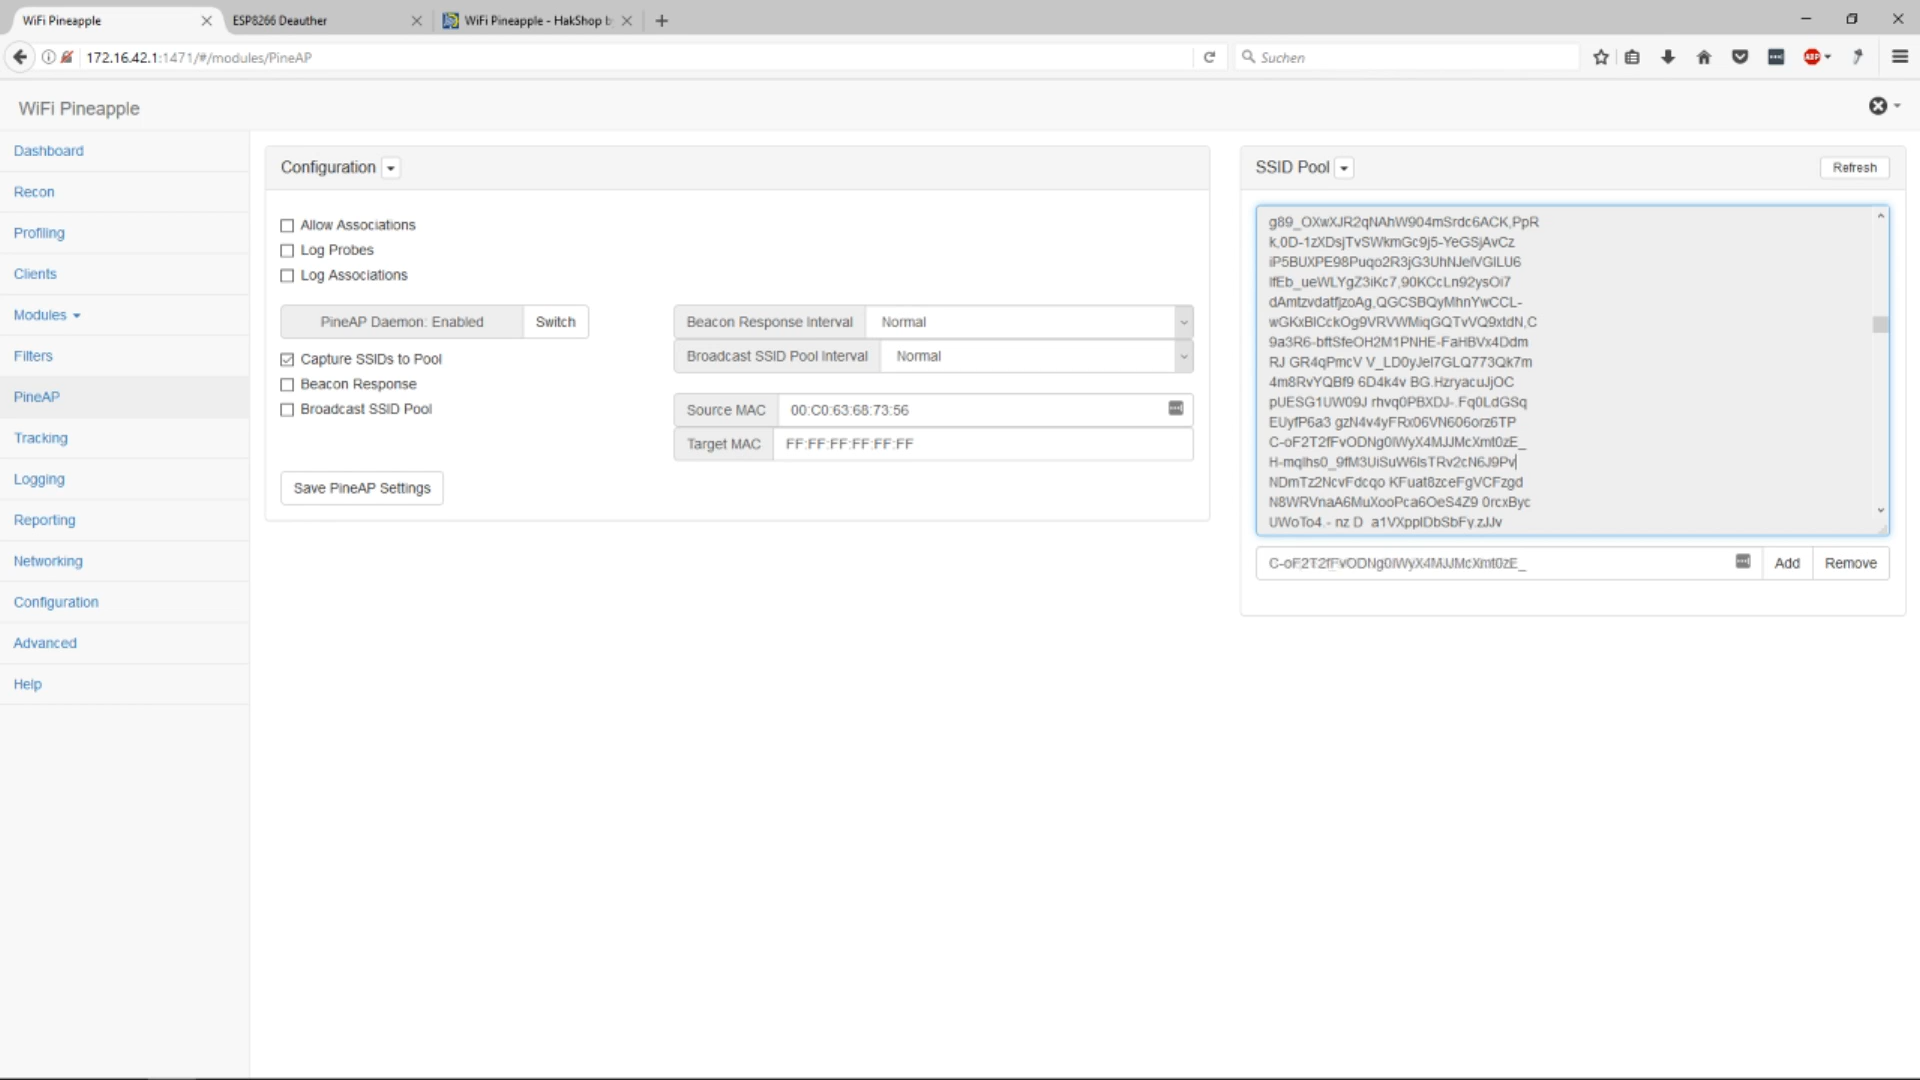 WiFi Pineapple
ESP8266 Deauther
WiFi Pineapple - HakShop b
172.16.42.1:1471/#/modules/PineAP
Suchen
ABP
WiFi Pineapple
Dashboard
Recon
Profiling
Clients
Modules
Filters
PineAP
Tracking
Logging
Reporting
Networking
Configuration
Advanced
Help
Configuration
Allow Associations
Log Probes
Log Associations
PineAP Daemon: Enabled
Switch
Capture SSIDs to Pool
Beacon Response
Broadcast SSID Pool
Save PineAP Settings
Beacon Response Interval
Normal
Broadcast SSID Pool Interval
Normal
Source MAC
00:C0:63:68:73:56
Target MAC
FF:FF:FF:FF:FF:FF
SSID Pool
Refresh
g89_OXwXJR2qNAhW904mSrdc6ACK,PpR
k,0D-1zXDsjTvSWkmGc9j5-YeGSjAvCz
iP5BUXPE98Puqo2R3jG3UhNJelVGlLU6
lfEb_ueWLYgZ3iKc7,90KCcLn92ysOi7
dAmtzvdatfjzoAg,QGCSBQyMhnYwCCL-
wGKxBlCckOg9VRVWMiqGQTvVQ9xtdN,C
9a3R6-bftSfeOH2M1PNHE-FaHBVx4Ddm
RJ GR4qPmcV V_LD0yJel7GLQ773Qk7m
4m8RvYQBf9 6D4k4v BG.HzryacuJjOC
pUESG1UW09J rhvq0PBXDJ-.Fq0LdGSq
EUyfP6a3 gzN4v4yFRx06VN606orz6TP
C-oF2T2fFvODNg0lWyX4MJJMcXmt0zE_
H-mqlhs0_9fM3UiSuW6lsTRv2cN6J9Pv
NDmTz2NcvFdcqo KFuat8zceFgVCFzgd
N8WRVnaA6MuXooPca6OeS4Z9 0rcxByc
UWoTo4.- nz D  a1VXpplDbSbFy.zJJv
C-oF2T2fFvODNg0lWyX4MJJMcXmt0zE_
Add
Remove